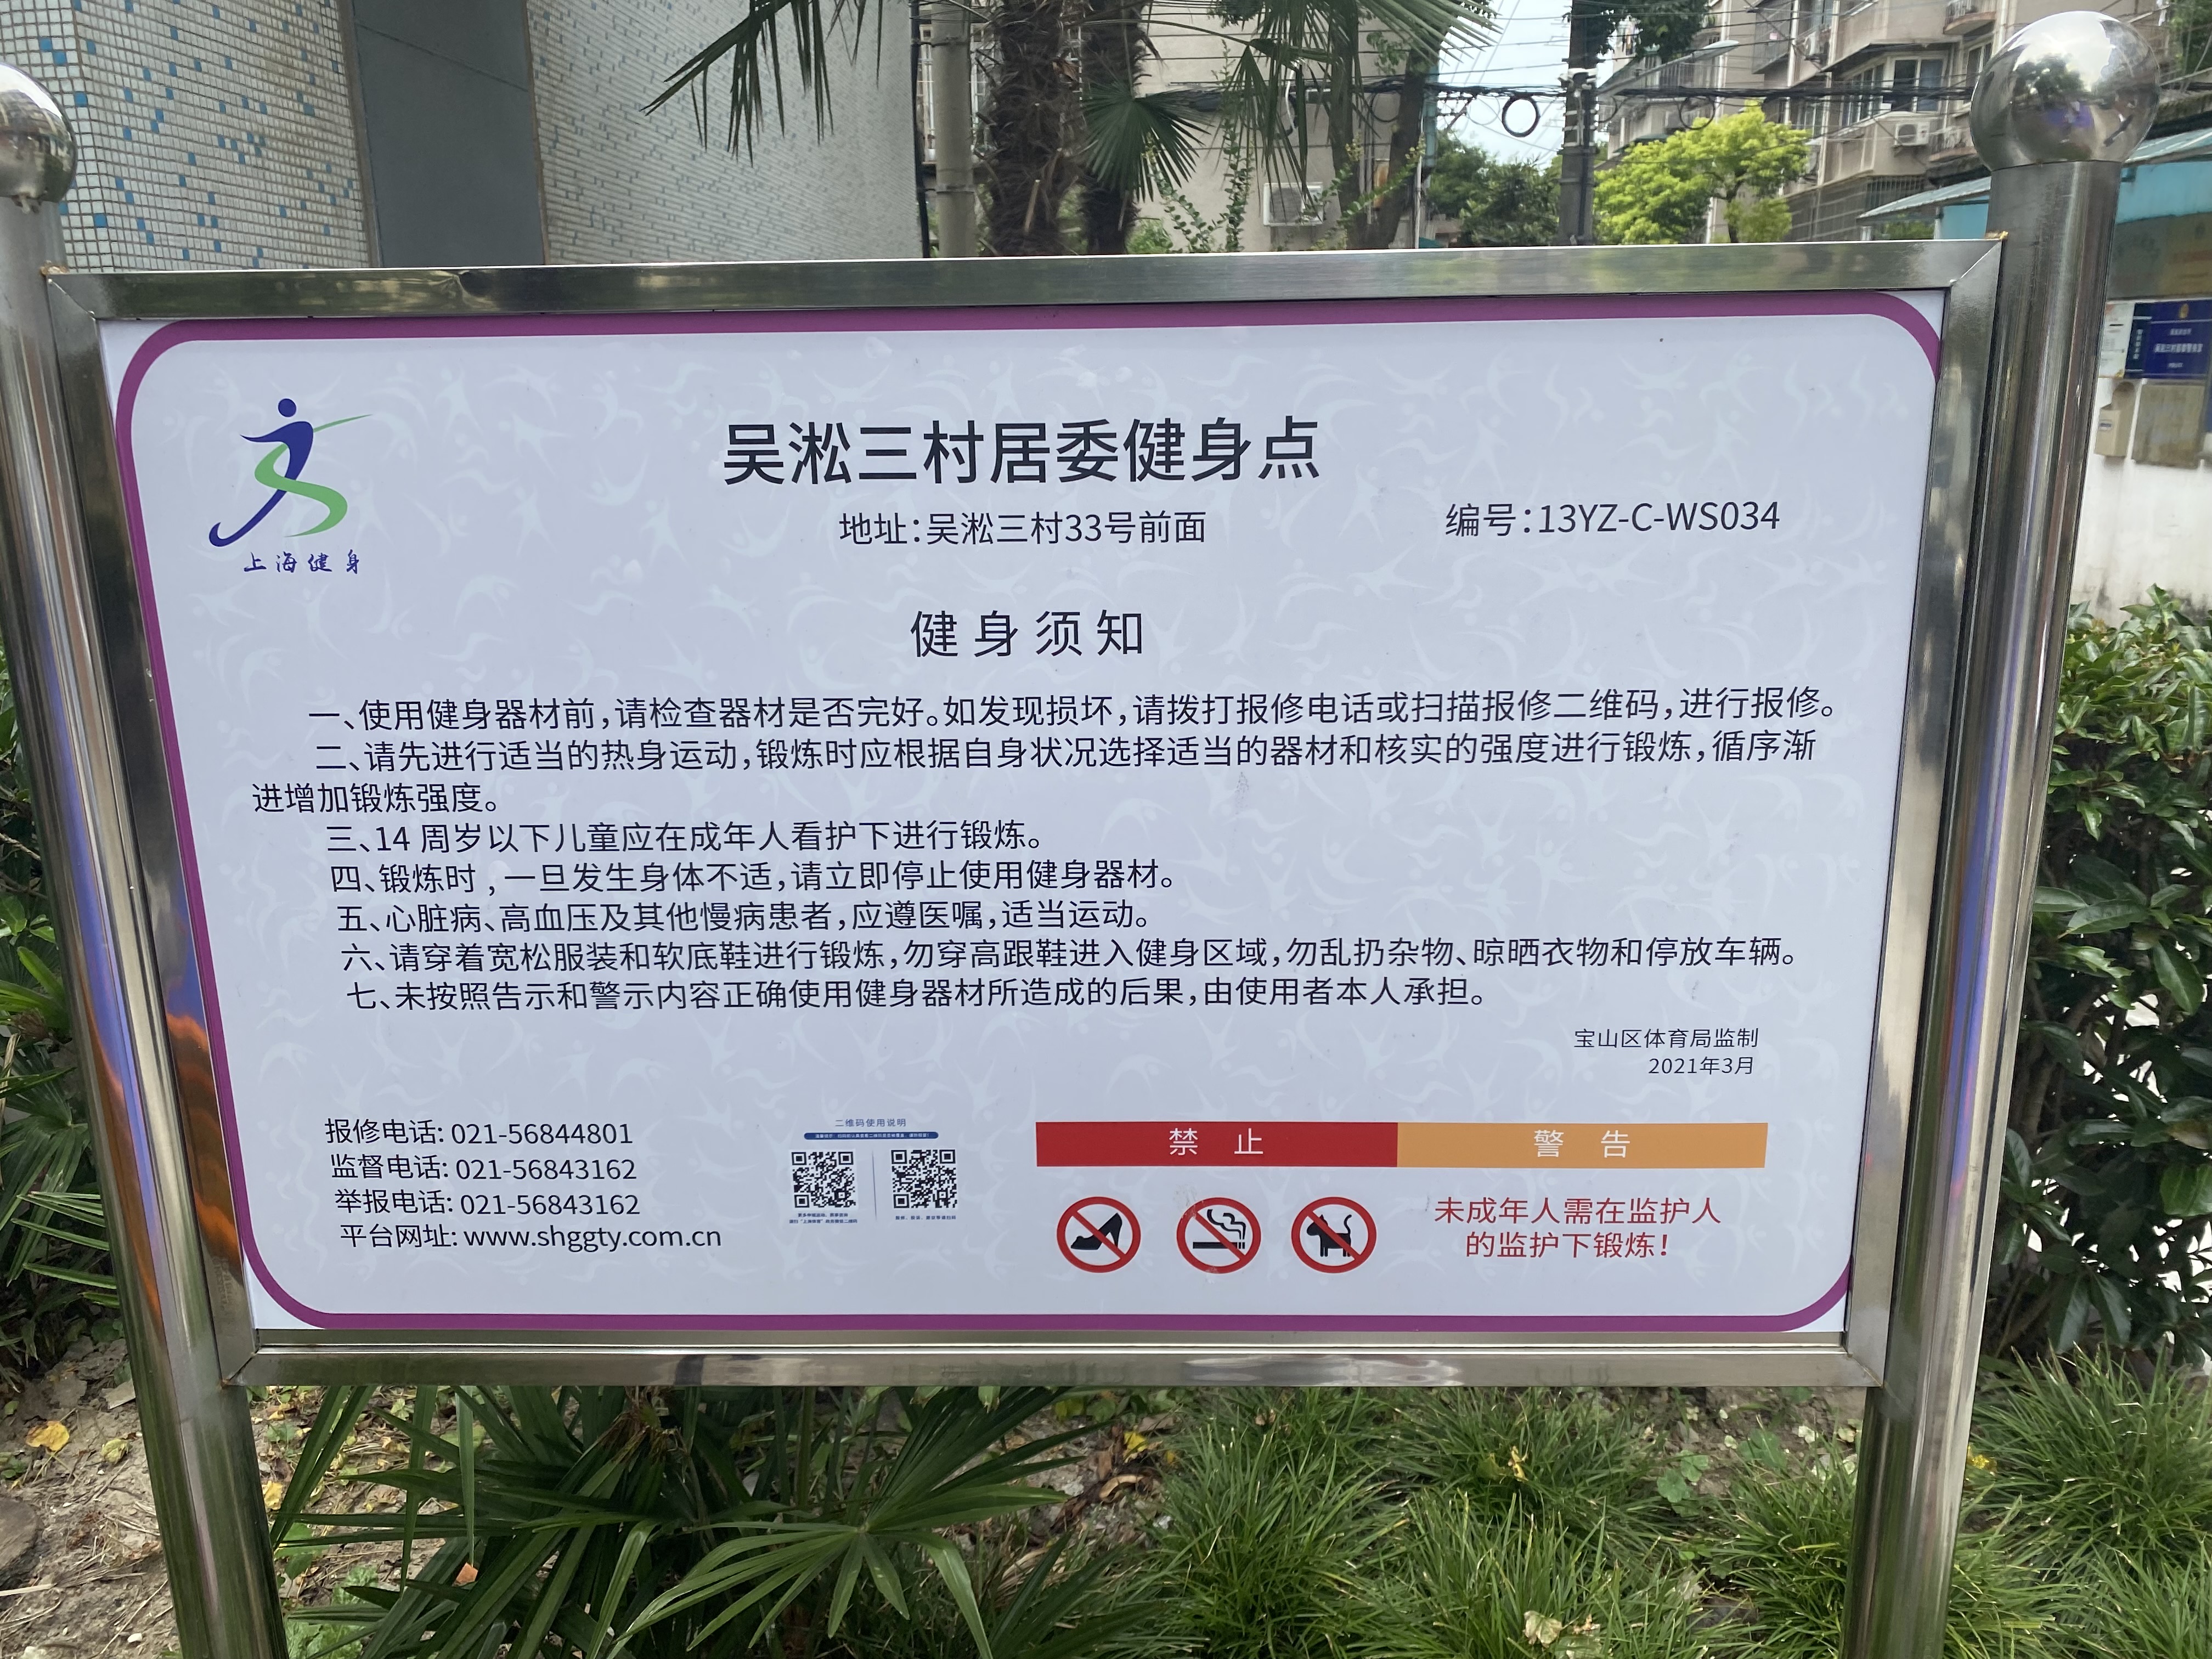 吴淞三村居委健身点
地址：吴淞三村33号前面
编号：13YZ-C-WS034
上海健身
健身须知
一、使用健身器材前，请检查器材是否完好。如发现损坏，请拨打报修电话或扫描报修二维码，进行报修。
二、请先进行适当的热身运动，锻炼时应根据自身状况选择适当的器材和核实的强度进行锻炼，循序渐
进增加锻炼强度。
三、14 周岁以下儿童应在成年人看护下进行锻炼。
四、锻炼时，一旦发生身体不适，请立即停止使用健身器材。
五、心脏病、高血压及其他慢病患者，应遵医嘱，适当运动。
六、请穿着宽松服装和软底鞋进行锻炼，勿穿高跟鞋进入健身区域，勿乱扔杂物、晾晒衣物和停放车辆。
七、未按照告示和警示内容正确使用健身器材所造成的后果，由使用者本人承担。
宝山区体育局监制
2021年3月
报修电话: 021-56844801
监督电话: 021-56843162
举报电话: 021-56843162
平台网址: www.shggty.com.cn
二维码使用说明
禁 止
警 告
未成年人需在监护人
的监护下锻炼！